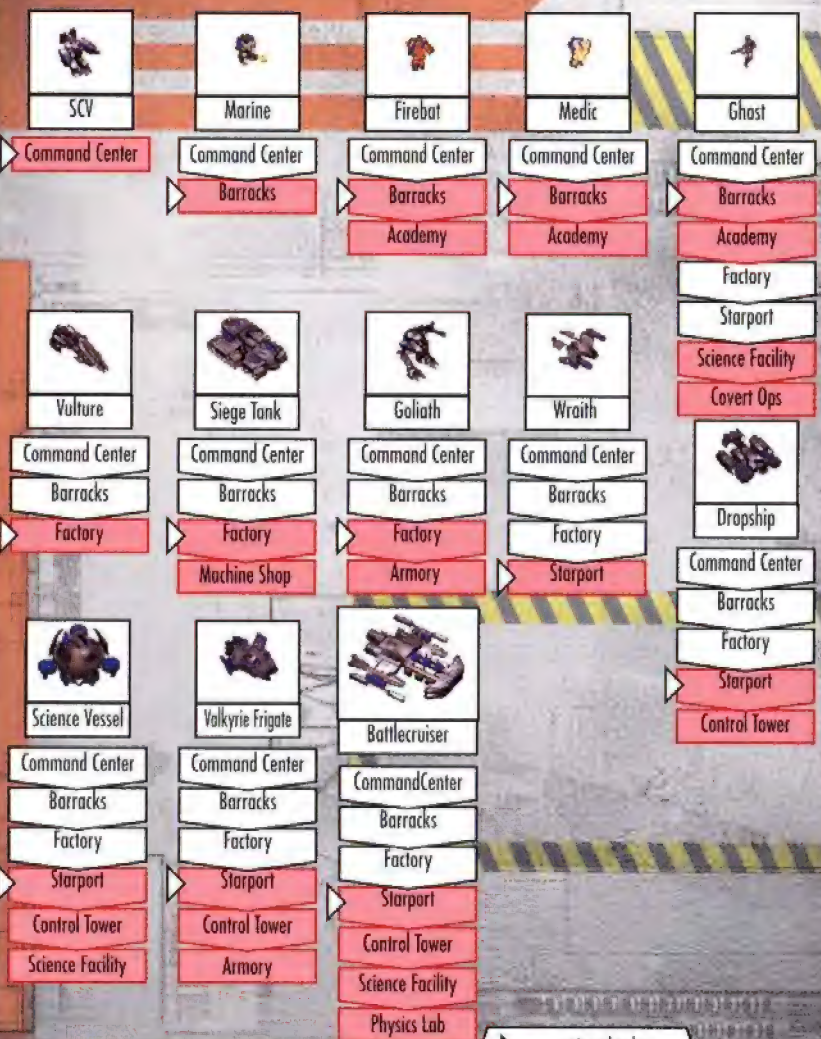 SCV
Command Center
Marine
Command Center
Barracks
Firebat
Command Center
Barracks
Academy
Medic
Command Center
Barracks
Academy
Ghost
Command Center
Barracks
Academy
Factory
Starport
Science Facility
Covert Ops
Vulture
Command Center
Barracks
Factory
Siege Tank
Command Center
Barracks
Factory
Machine Shop
Goliath
Command Center
Barracks
Factory
Armory
Wraith
Command Center
Barracks
Factory
Starport
Dropship
Command Center
Barracks
Factory
Starport
Control Tower
Science Vessel
Command Center
Barracks
Factory
Starport
Control Tower
Science Facility
Valkyrie Frigate
Command Center
Barracks
Factory
Starport
Control Tower
Armory
Battlecruiser
CommandCenter
Barracks
Factory
Starport
Control Tower
Science Facility
Physics Lab